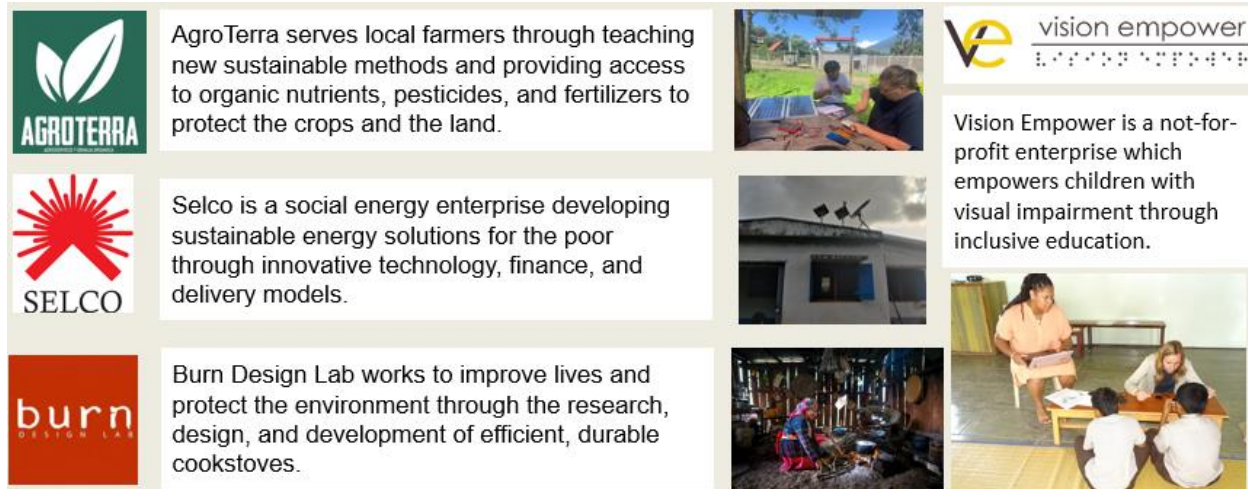 AGROTERRA
AgroTerra serves local farmers through teaching
new sustainable methods and providing access
to organic nutrients, pesticides, and fertilizers to
protect the crops and the land.
SELCO
Selco is a social energy enterprise developing
sustainable energy solutions for the poor
through innovative technology, finance, and
delivery models.
burn
DESIGN LAB
Burn Design Lab works to improve lives and
protect the environment through the research,
design, and development of efficient, durable
cookstoves.
ve
vision empower
Vision Empower is a not-for-
profit enterprise which
empowers children with
visual impairment through
inclusive education.